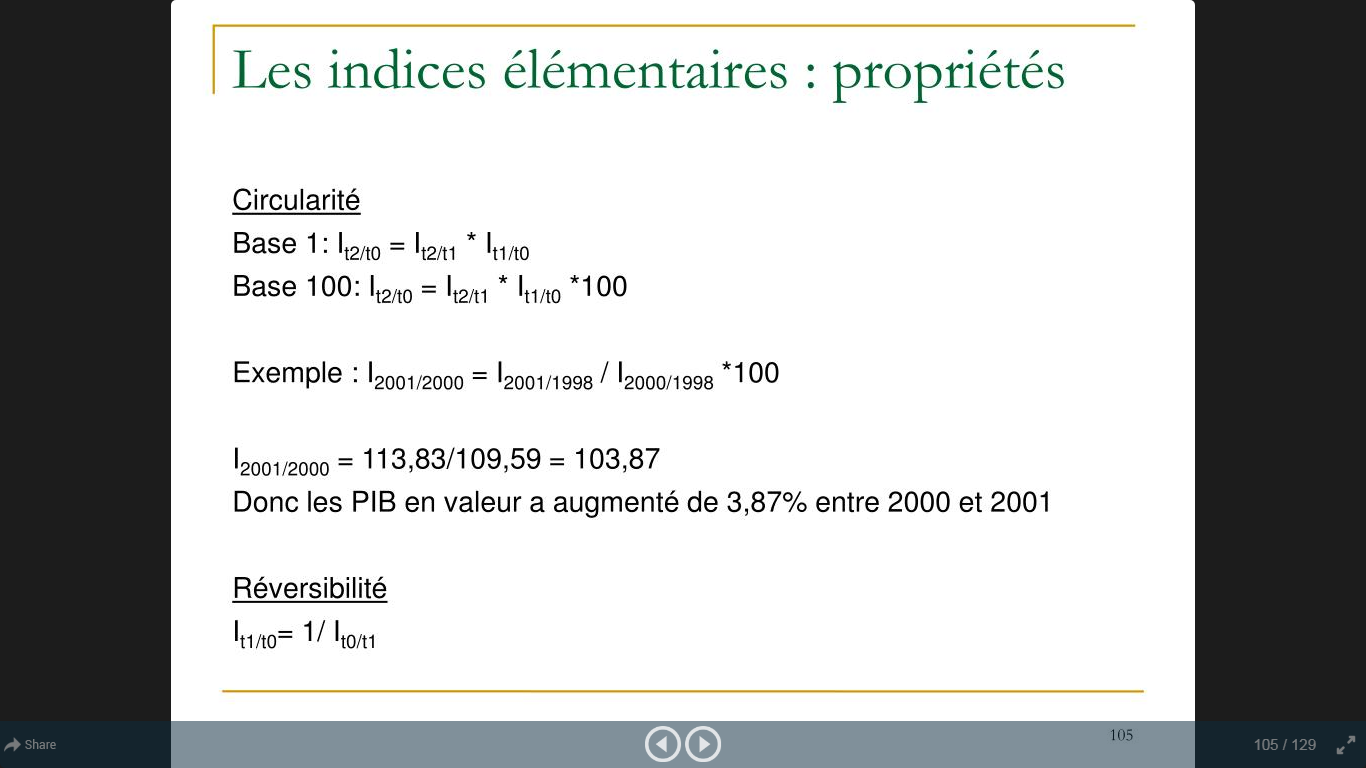 Les indices élémentaires : propriétés
Circularité
Base 1: It2/t0 = It2/t1 * It1/t0
Base 100: It2/t0 = It2/t1 * It1/t0 *100
Exemple : I2001/2000 = I2001/1998 / I2000/1998 *100
I2001/2000 = 113,83/109,59 = 103,87
Donc les PIB en valeur a augmenté de 3,87% entre 2000 et 2001
Réversibilité
It1/t0= 1/ It0/t1
105
Share
105 / 129